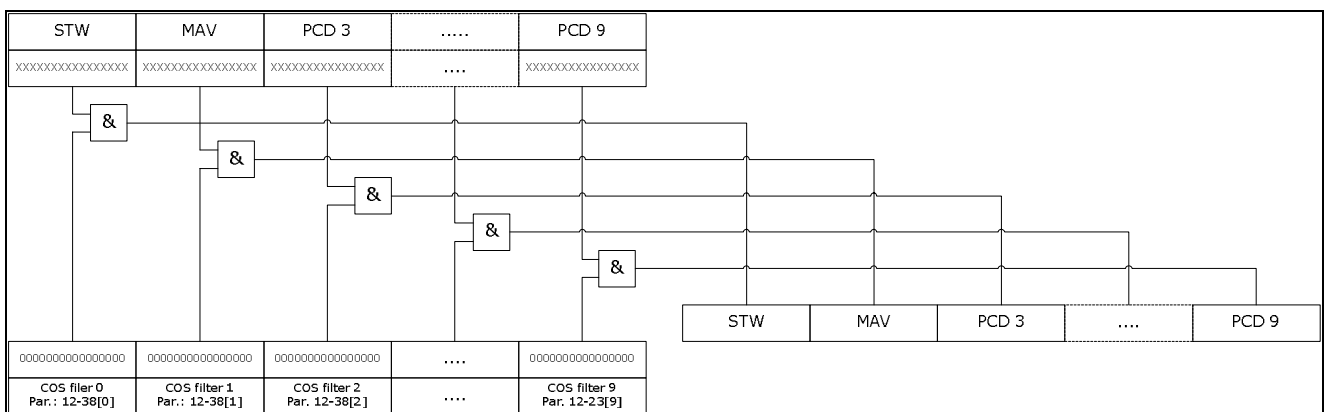 STW MAV PCD 3 ..... PCD 9
XXXXXXXXXXXXXXXX XXXXXXXXXXXXXXXX XXXXXXXXXXXXXXXX .... XXXXXXXXXXXXXXXX
&
&
&
&
&
STW MAV PCD 3 .... PCD 9
0000000000000000 0000000000000000 0000000000000000 .... 0000000000000000
COS filer 0 COS filter 1 COS filter 2 .... COS filter 9
Par.: 12-38[0] Par.: 12-38[1] Par. 12-38[2] Par. 12-23[9]